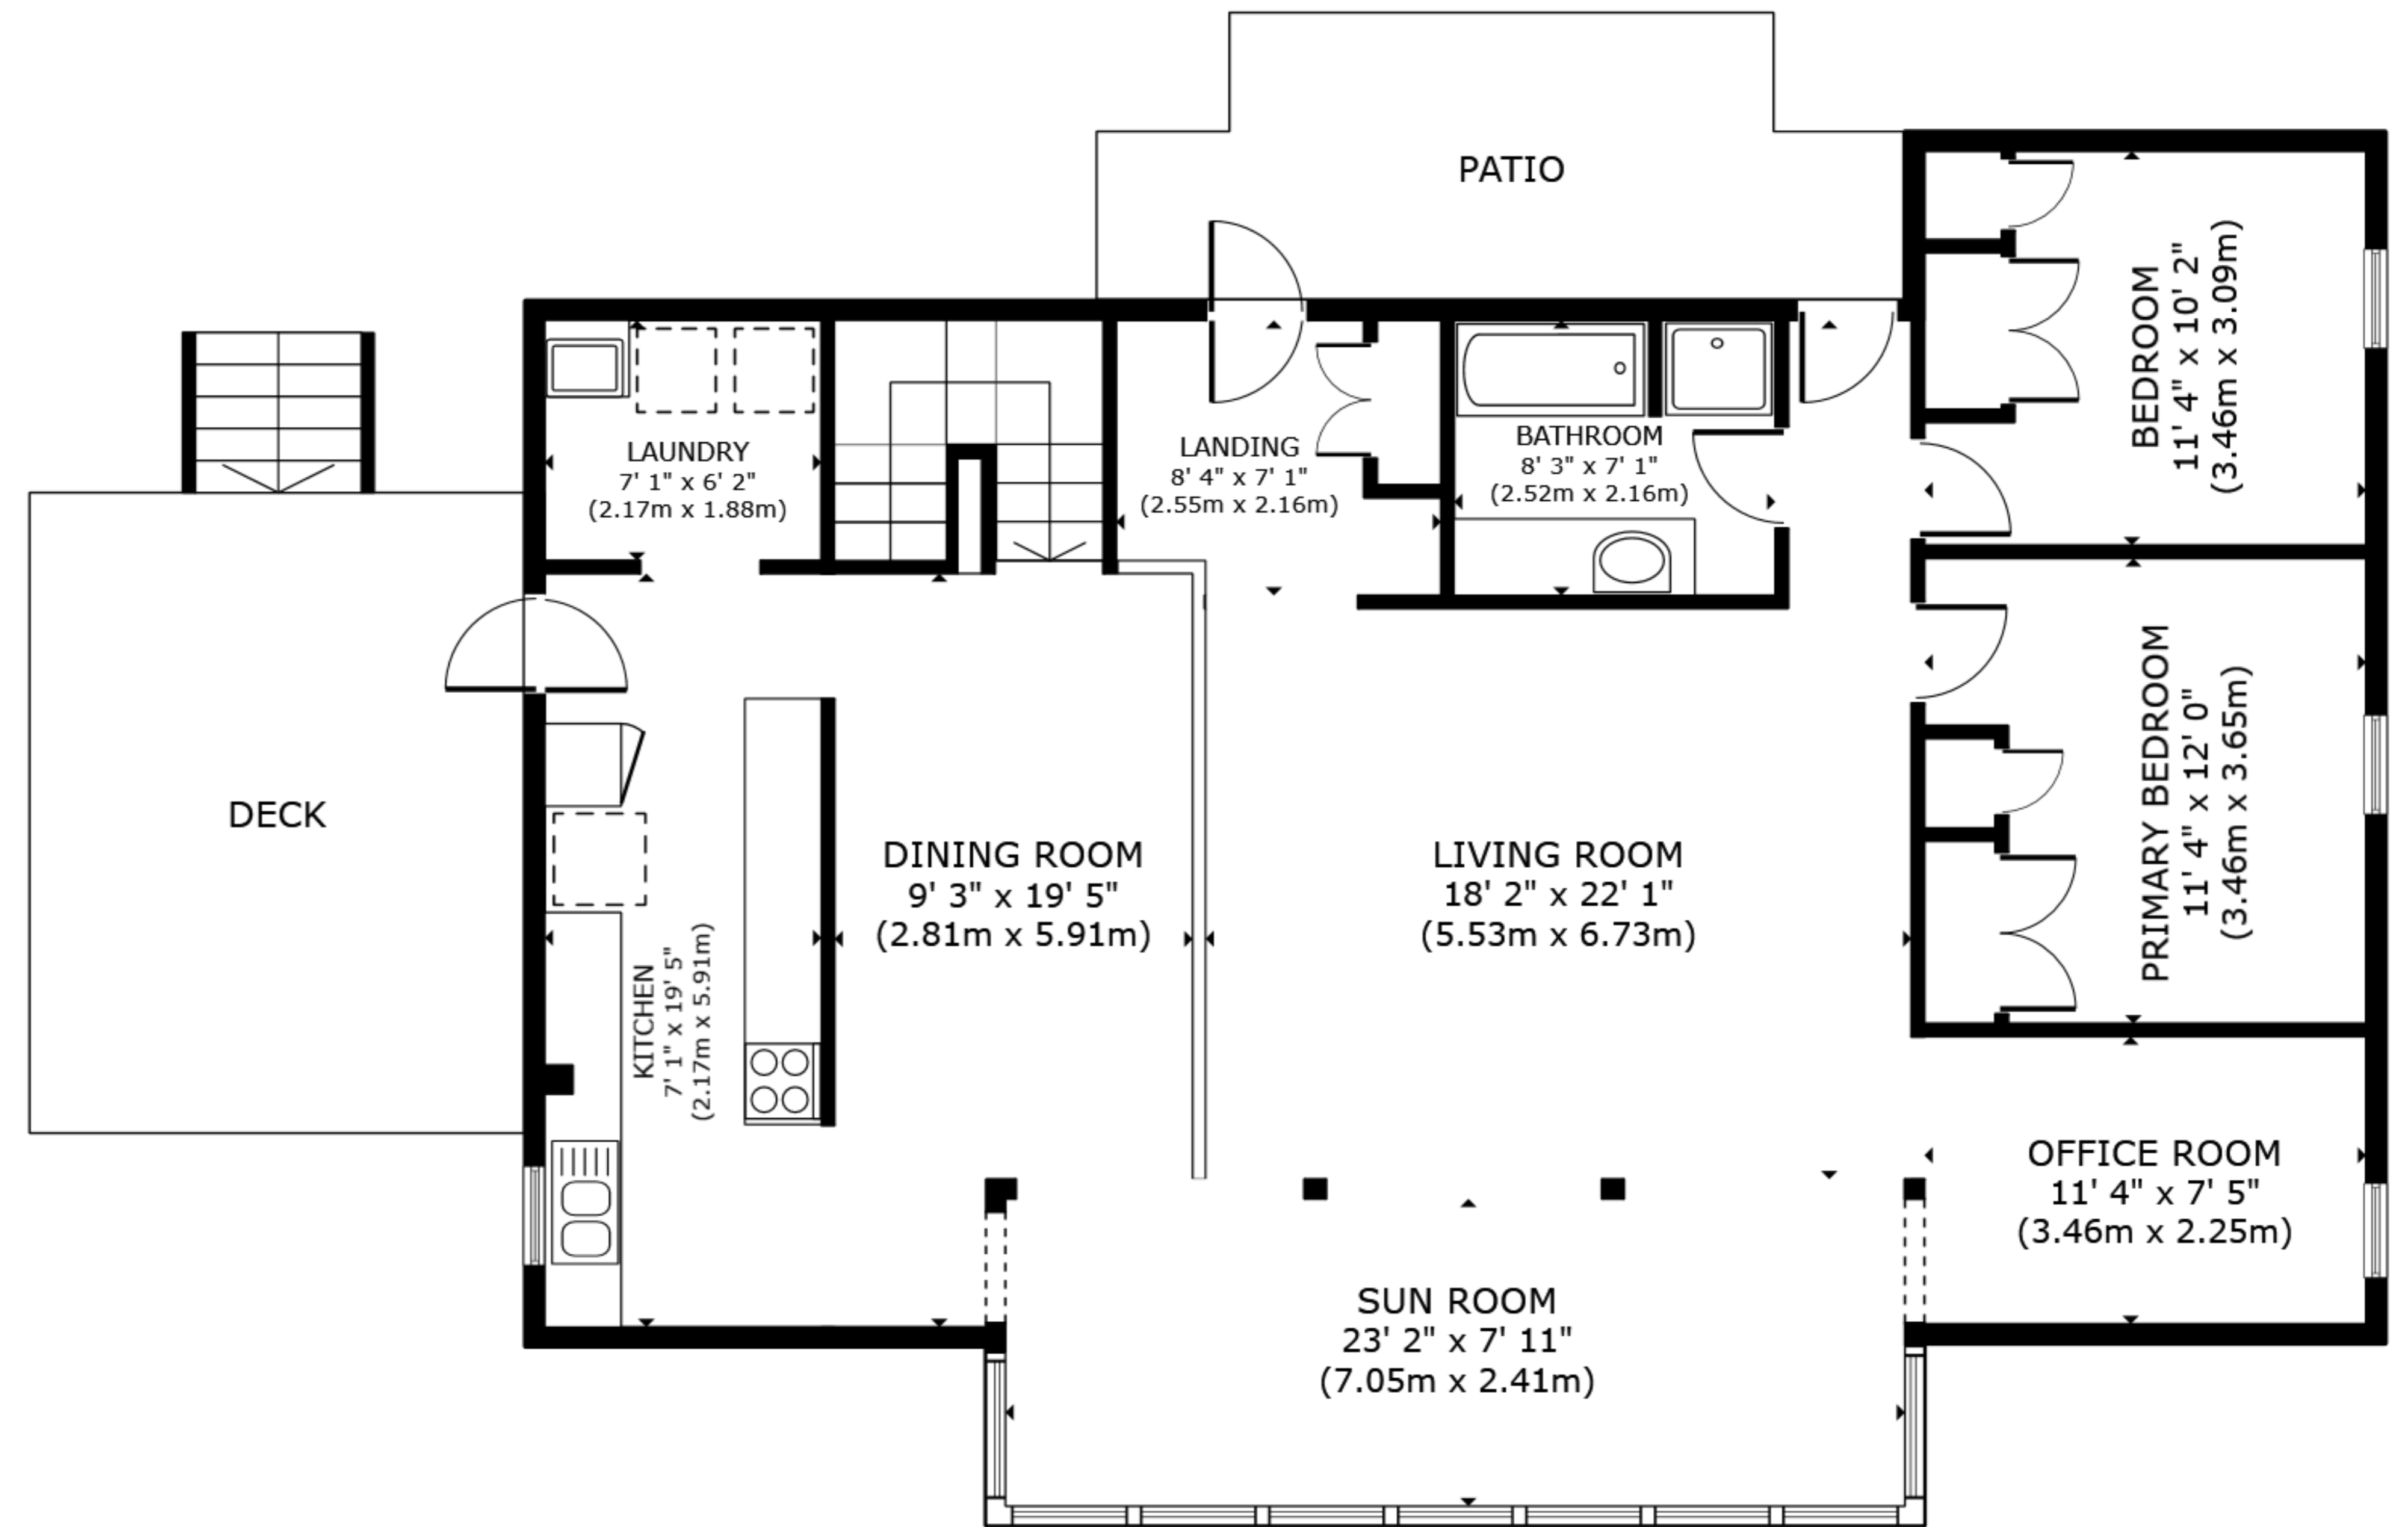 PATIO
BEDROOM
11' 4" x 10' 2"
(3.46m x 3.09m)
LAUNDRY
7' 1" x 6' 2"
(2.17m x 1.88m)
LANDING
8' 4" x 7' 1"
(2.55m x 2.16m)
BATHROOM
8' 3" x 7' 1"
(2.52m x 2.16m)
DECK
KITCHEN
7' 1" x 19' 5"
(2.17m x 5.91m)
DINING ROOM
9' 3" x 19' 5"
(2.81m x 5.91m)
LIVING ROOM
18' 2" x 22' 1"
(5.53m x 6.73m)
PRIMARY BEDROOM
11' 4" x 12' 0"
(3.46m x 3.65m)
OFFICE ROOM
11' 4" x 7' 5"
(3.46m x 2.25m)
SUN ROOM
23' 2" x 7' 11"
(7.05m x 2.41m)